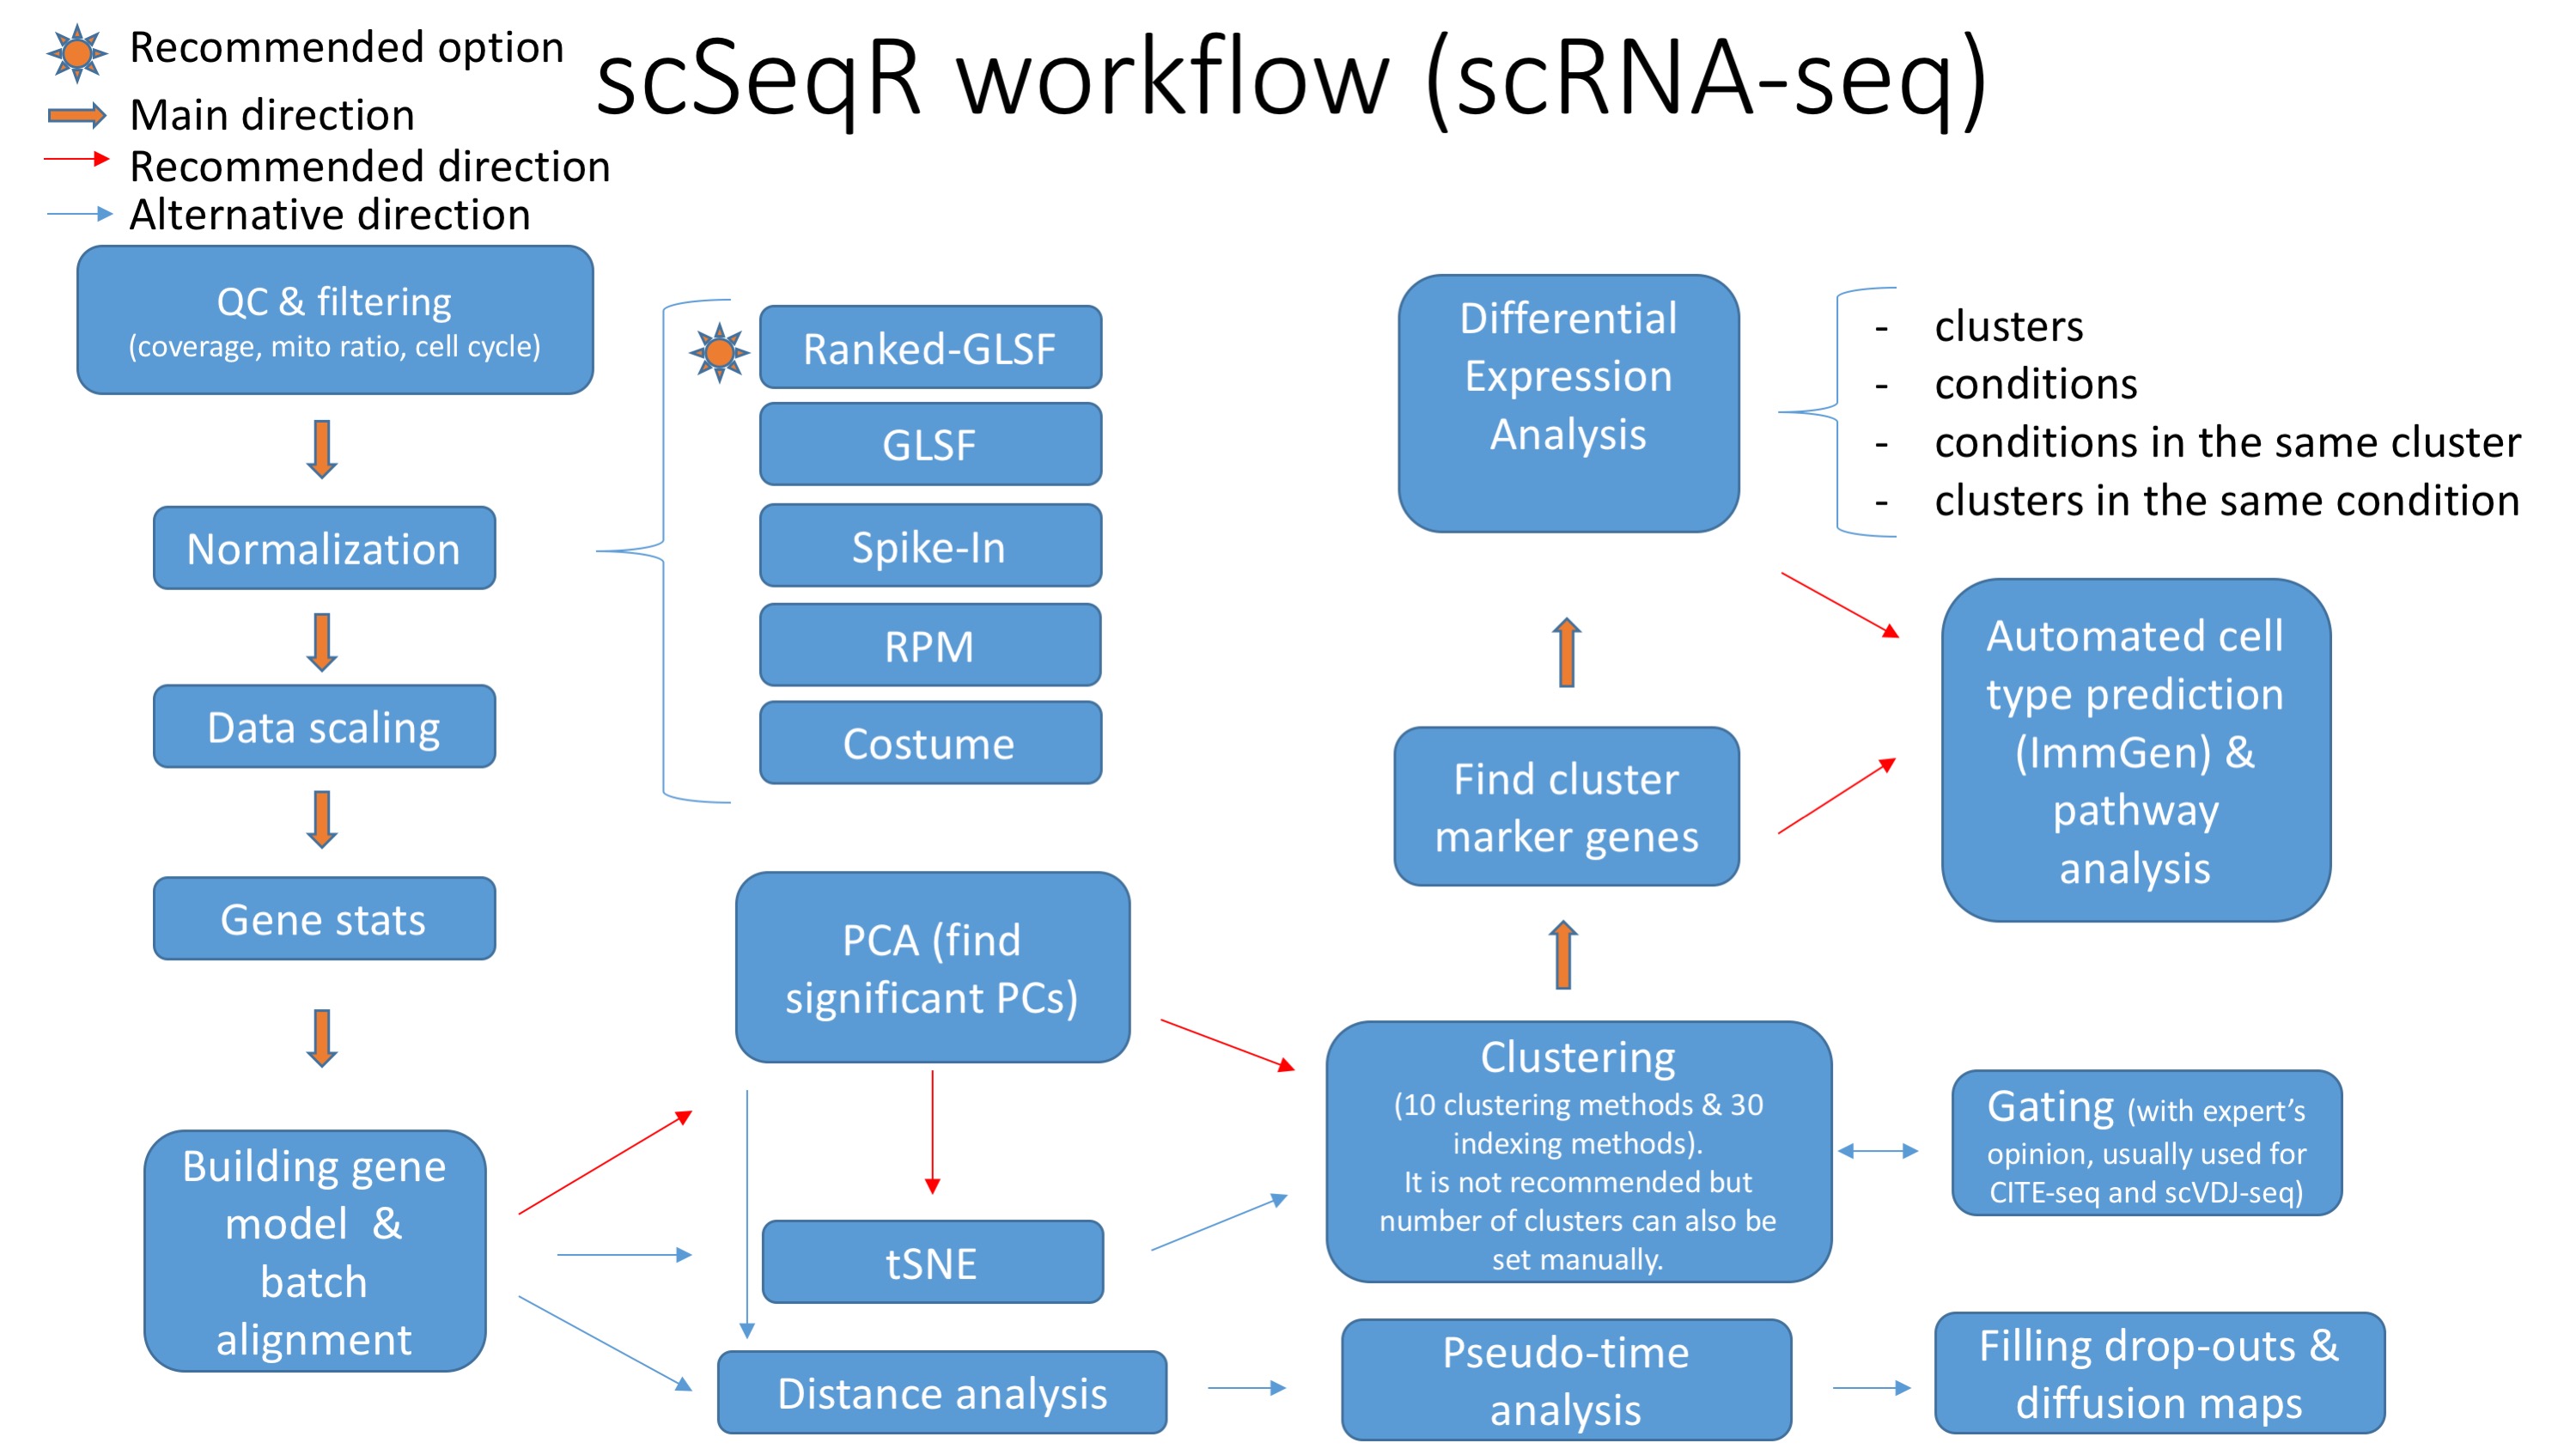 scSeqR workflow (scRNA-seq)
Recommended option
Main direction
Recommended direction
Alternative direction
QC & filtering
(coverage, mito ratio, cell cycle)
Normalization
Data scaling
Gene stats
Building gene
model &
batch
alignment
Ranked-GLSF
GLSF
Spike-In
RPM
Costume
PCA (find
significant PCs)
tSNE
Distance analysis
Differential
Expression
Analysis
- clusters
- conditions
- conditions in the same cluster
- clusters in the same condition
Find cluster
marker genes
Automated cell
type prediction
(ImmGen) &
pathway
analysis
Clustering
(10 clustering methods & 30
indexing methods).
It is not recommended but
number of clusters can also be
set manually.
Gating (with expert’s
opinion, usually used for
CITE-seq and scVDJ-seq)
Pseudo-time
analysis
Filling drop-outs &
diffusion maps